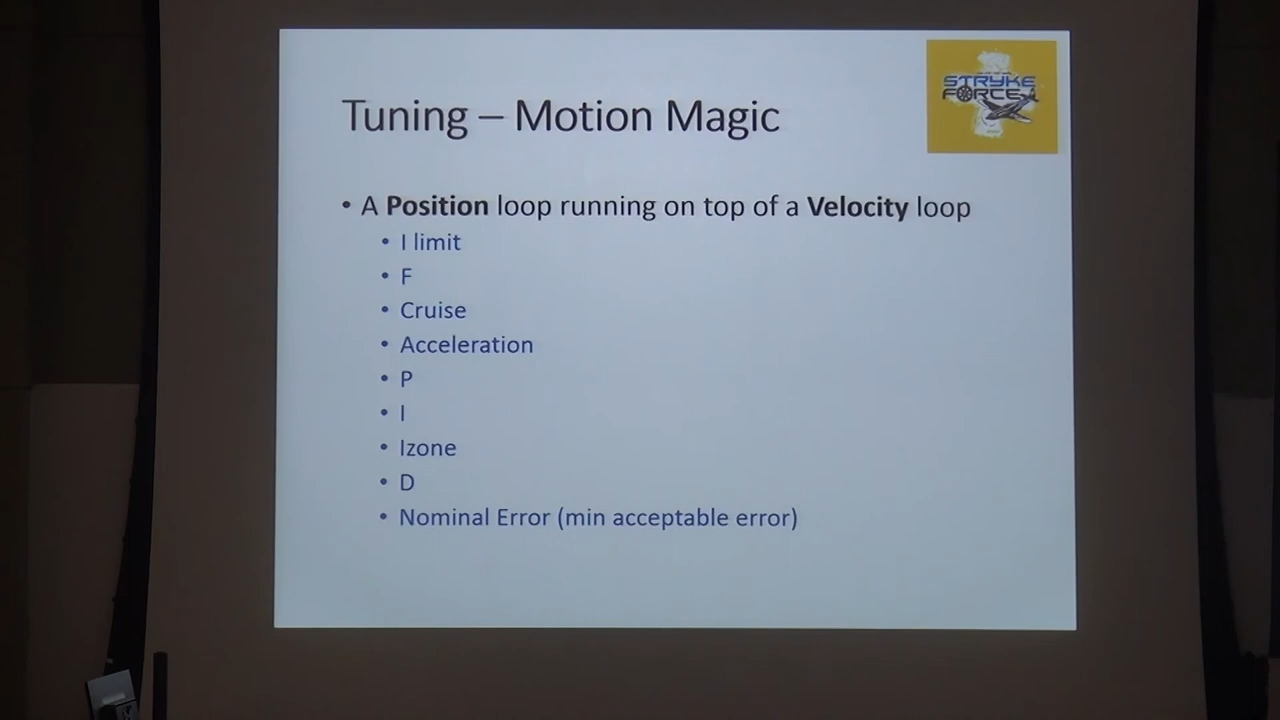 STRYKE
FORCE
Tuning – Motion Magic
• A Position loop running on top of a Velocity loop
• I limit
• F
• Cruise
• Acceleration
• P
• I
• Izone
• D
• Nominal Error (min acceptable error)